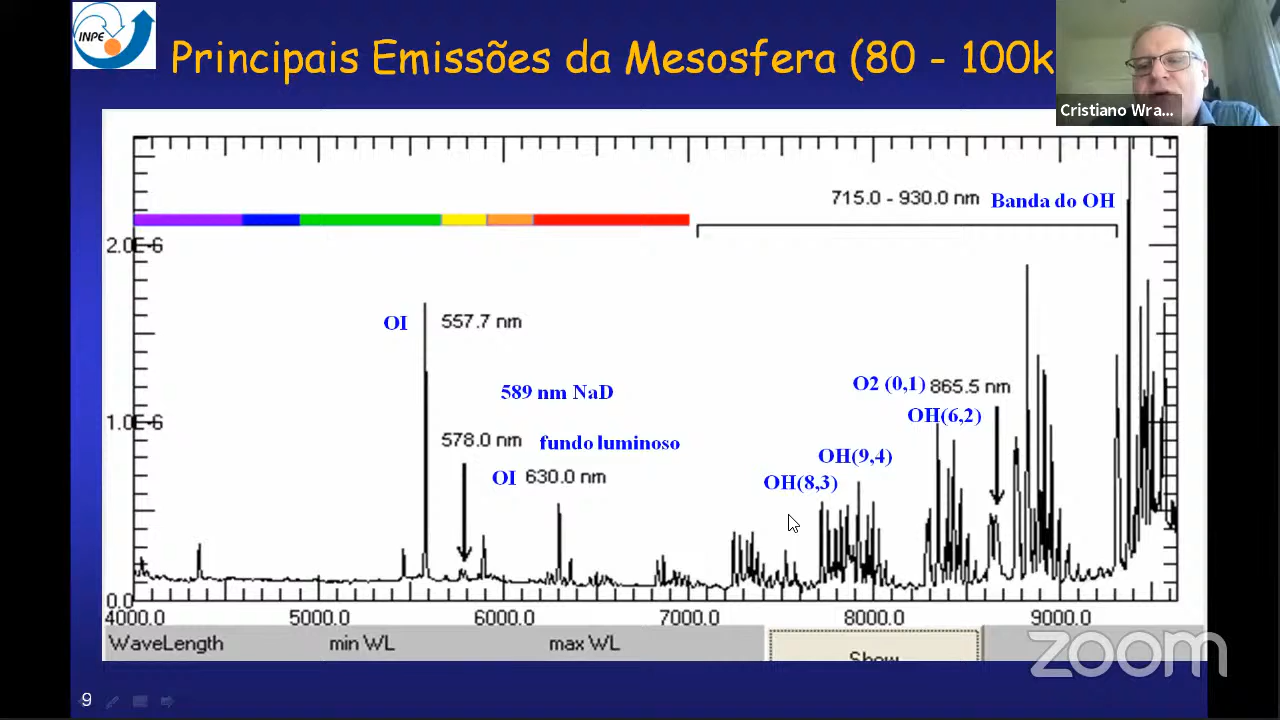 INPE
Principais Emissões da Mesosfera (80 - 100k
Cristiano Wra...
715.0 - 930.0 nm Banda do OH
2.0E-6
OI 557.7 nm
589 nm NaD
O2 (0,1) 865.5 nm
OH(6,2)
1.0E-6
578.0 nm fundo luminoso
OH(9,4)
OI 630.0 nm
OH(8,3)
0.0
4000.0 5000.0 6000.0 7000.0 8000.0 9000.0
WaveLength min WL max WL Show
zoom
9